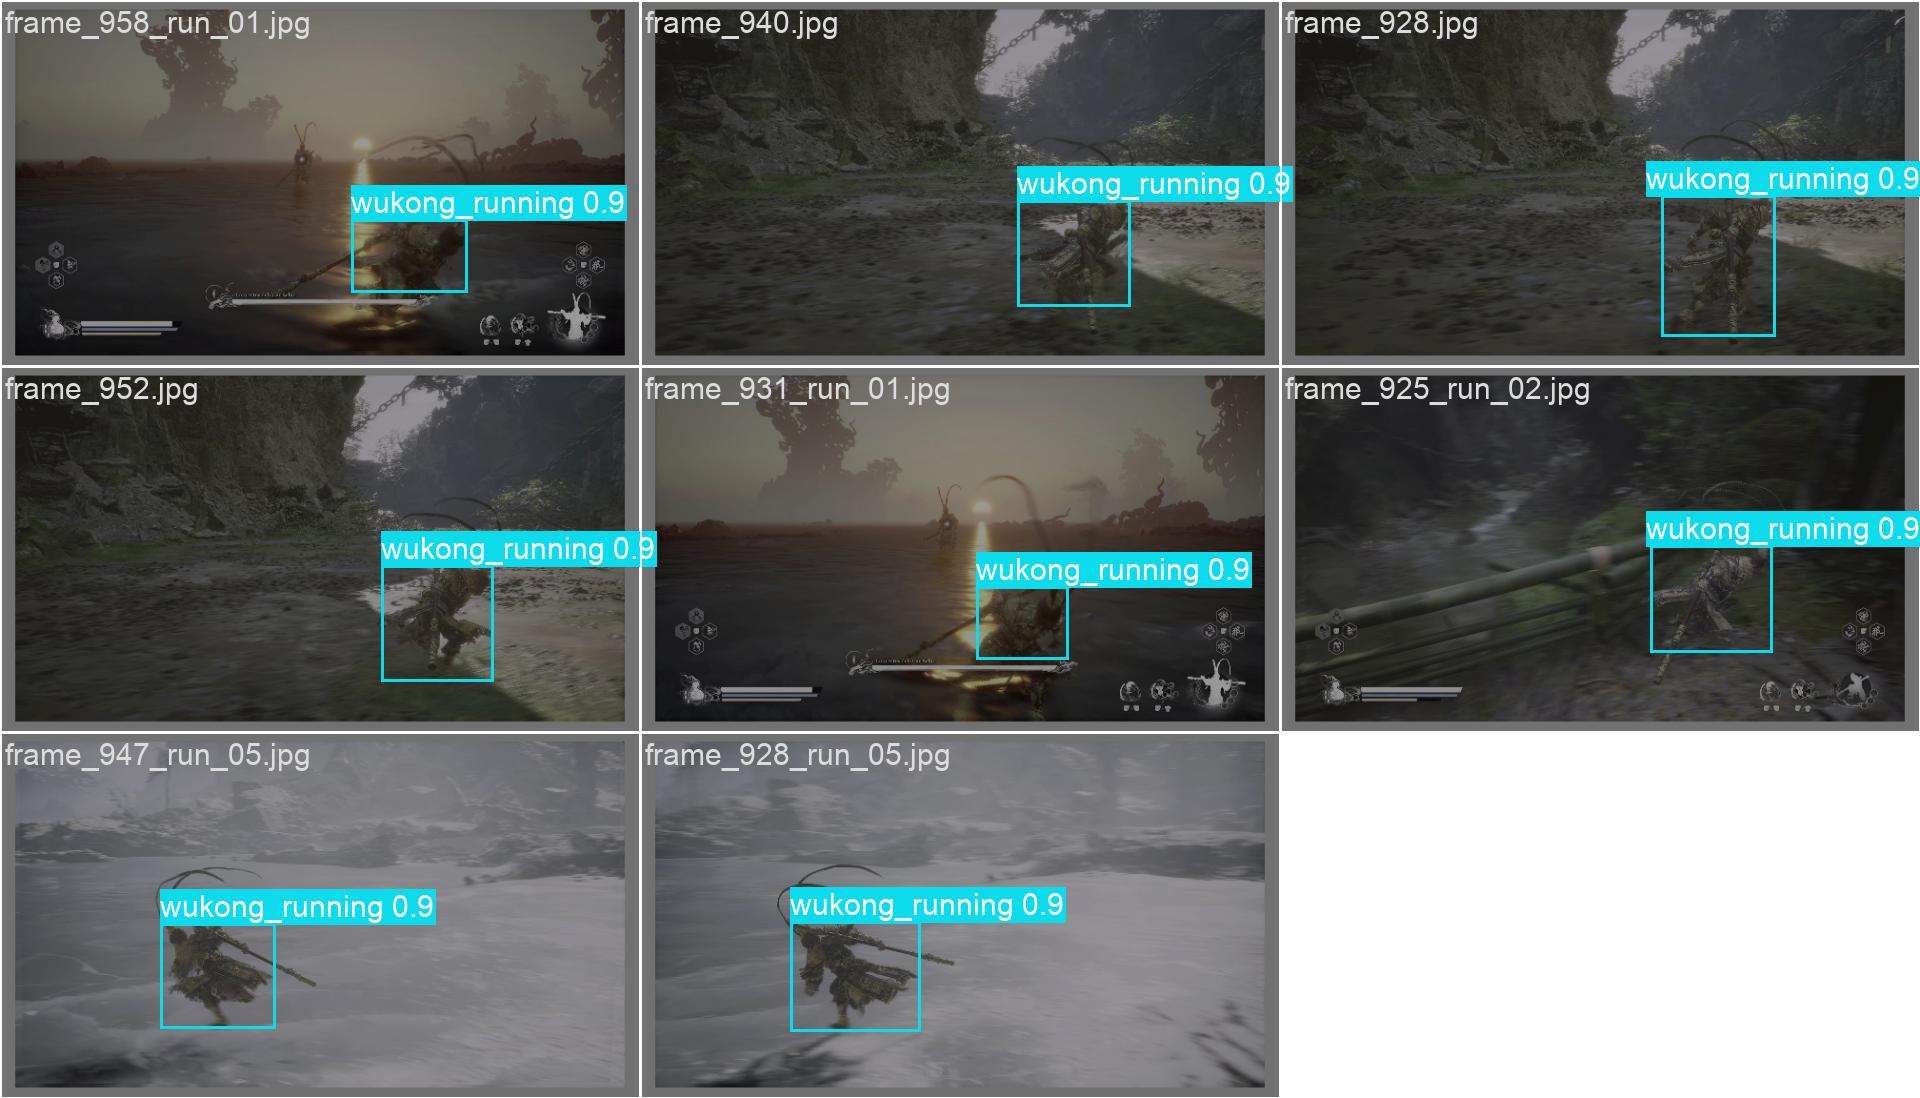 frame_958_run_01.jpg
wukong_running 0.9
frame_940.jpg
wukong_running 0.9
frame_928.jpg
wukong_running 0.9
frame_952.jpg
wukong_running 0.9
frame_931_run_01.jpg
wukong_running 0.9
frame_925_run_02.jpg
wukong_running 0.9
frame_947_run_05.jpg
wukong_running 0.9
frame_928_run_05.jpg
wukong_running 0.9